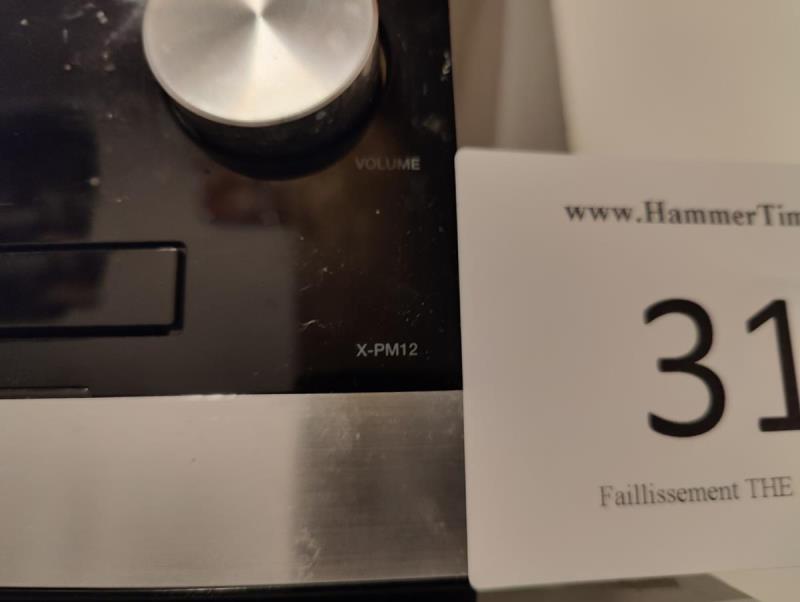 VOLUME
www.HammerTim
X-PM12
31
Faillissement THE